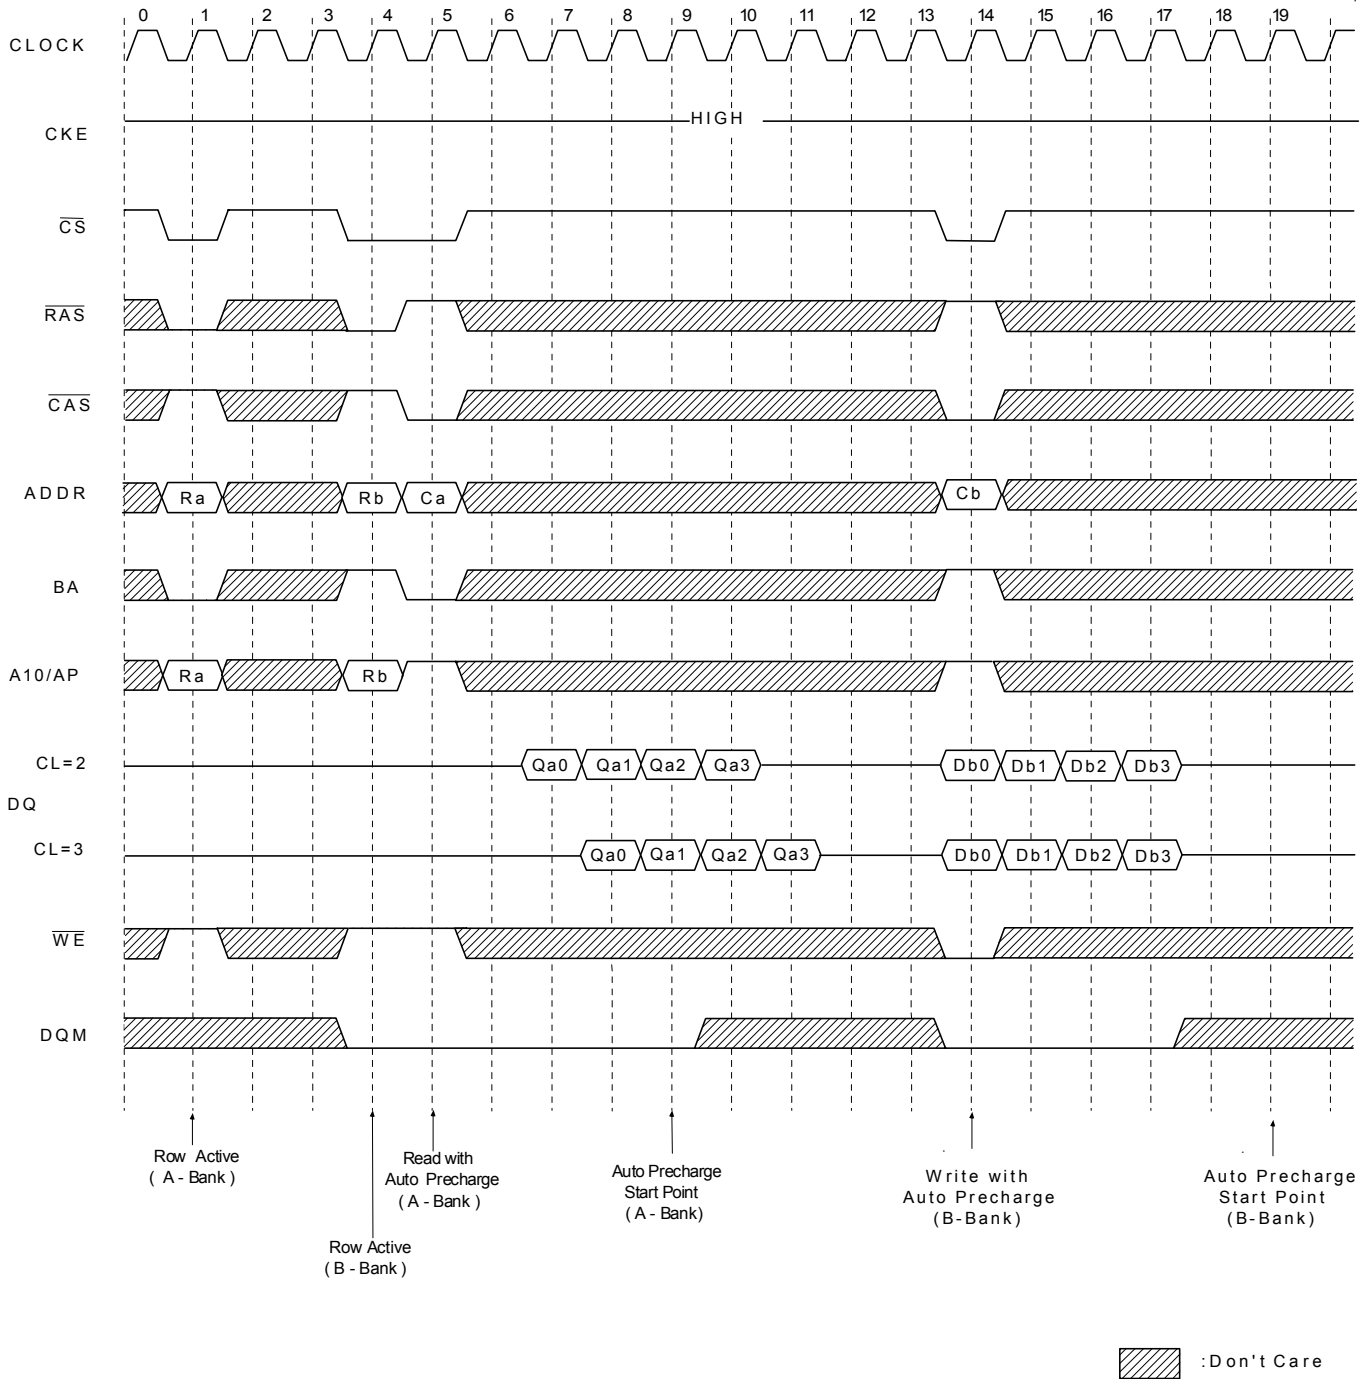 0 1 2 3 4 5 6 7 8 9 10 11 12 13 14 15 16 17 18 19
CLOCK
HIGH
CKE
CS
RAS
CAS
ADDR Ra Rb Ca Cb
BA
A10/AP Ra Rb
CL=2 Qa0 Qa1 Qa2 Qa3 Db0 Db1 Db2 Db3
DQ
CL=3 Qa0 Qa1 Qa2 Qa3 Db0 Db1 Db2 Db3
WE
DQM
Row Active
( A - Bank )
Row Active
( B - Bank )
Read with
Auto Precharge
( A - Bank )
Auto Precharge
Start Point
( A - Bank)
Write with
Auto Precharge
(B-Bank)
Auto Precharge
Start Point
(B-Bank)
:Don't Care